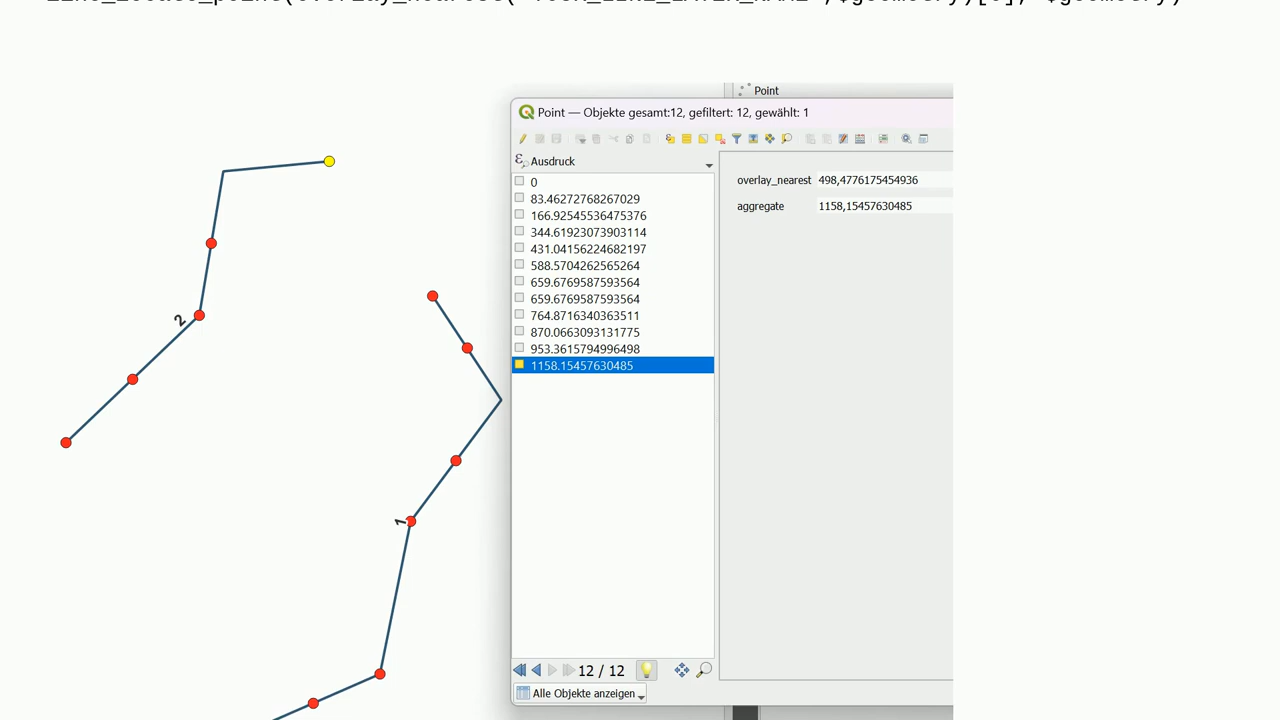 Point
Point — Objekte gesamt:12, gefiltert: 12, gewählt: 1
Ausdruck
0
83.46272768267029
166.92545536475376
344.61923073903114
431.04156224682197
588.5704262565264
659.6769587593564
659.6769587593564
764.8716340363511
870.0663093131775
953.3615794996498
1158.15457630485
overlay_nearest 498,4776175454936
aggregate 1158,15457630485
2
1
12 / 12
Alle Objekte anzeigen